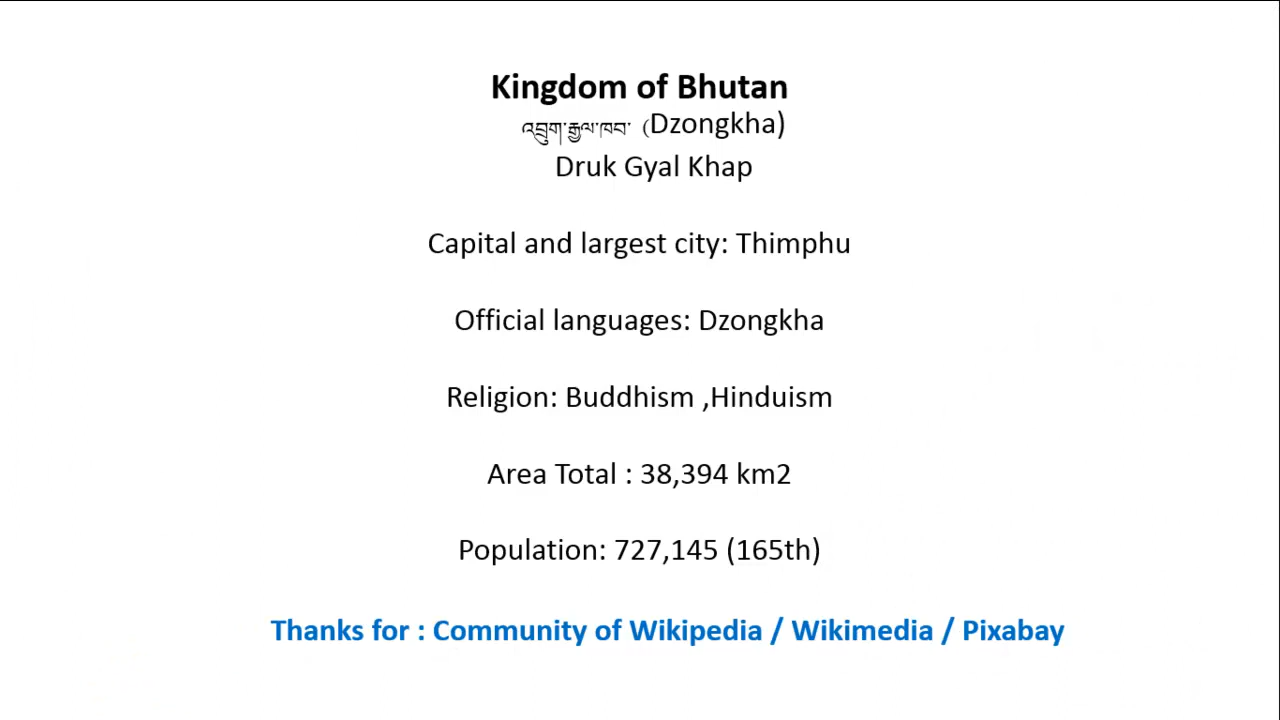 Kingdom of Bhutan
འབྲུག་རྒྱལ་ཁབ་ (Dzongkha)
Druk Gyal Khap
Capital and largest city: Thimphu
Official languages: Dzongkha
Religion: Buddhism ,Hinduism
Area Total : 38,394 km2
Population: 727,145 (165th)
Thanks for : Community of Wikipedia / Wikimedia / Pixabay